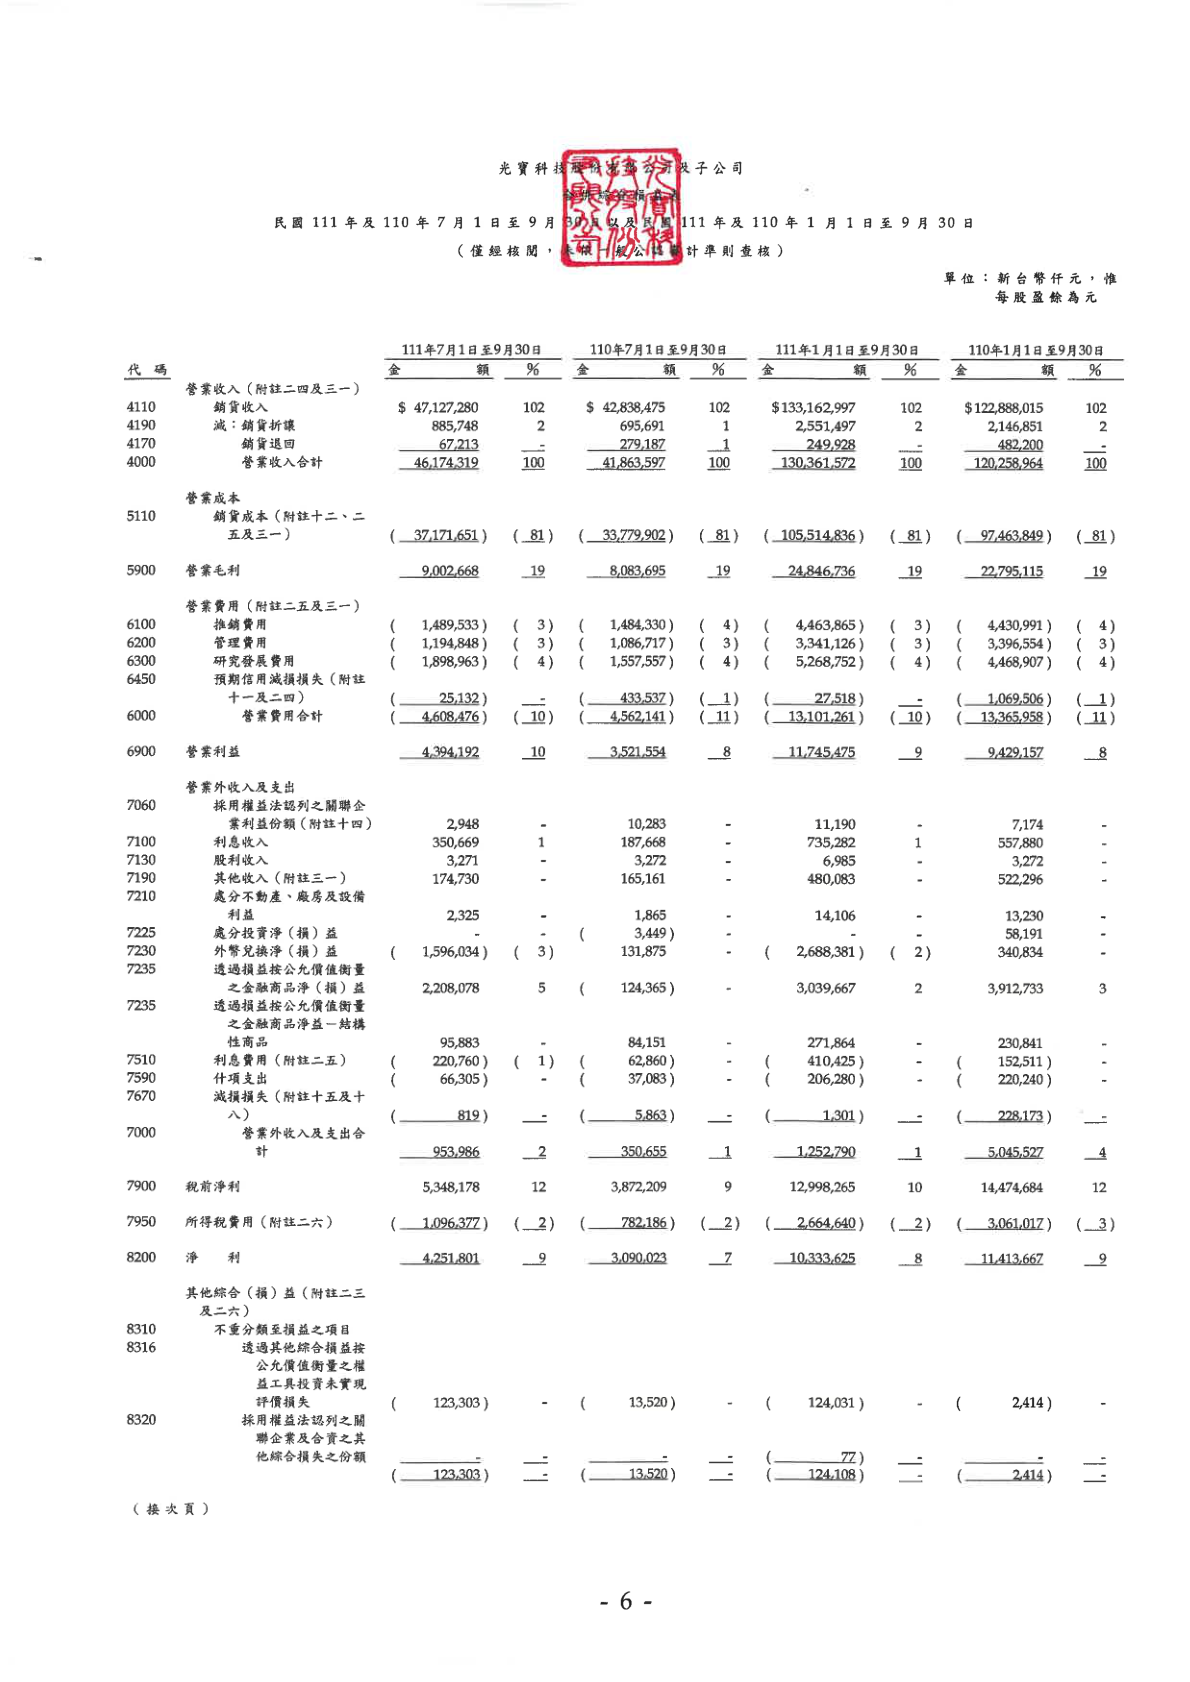 光寶科技股份有限公司及子公司
合併綜合損益表
民國 111 年及 110 年 7 月 1 日至 9 月 30 日以及民國 111 年及 110 年 1 月 1 日至 9 月 30 日
（僅經核閱，未依一般公認審計準則查核）
單位：新台幣仟元，惟
每股盈餘為元
111年7月1日至9月30日 110年7月1日至9月30日 111年1月1日至9月30日 110年1月1日至9月30日
代 碼 金 額 % 金 額 % 金 額 % 金 額 %
營業收入（附註二四及三一）
4110 銷貨收入 $ 47,127,280 102 $ 42,838,475 102 $133,162,997 102 $122,888,015 102
4190 減：銷貨折讓 885,748 2 695,691 1 2,551,497 2 2,146,851 2
4170 銷貨退回 67,213 - 279,187 1 249,928 - 482,200 -
4000 營業收入合計 46,174,319 100 41,863,597 100 130,361,572 100 120,258,964 100
營業成本
5110 銷貨成本（附註十二、二
五及三一） ( 37,171,651) ( 81) ( 33,779,902) ( 81) ( 105,514,836) ( 81) ( 97,463,849) ( 81)
5900 營業毛利 9,002,668 19 8,083,695 19 24,846,736 19 22,795,115 19
營業費用（附註二五及三一）
6100 推銷費用 ( 1,489,533) ( 3) ( 1,484,330) ( 4) ( 4,463,865) ( 3) ( 4,430,991) ( 4)
6200 管理費用 ( 1,194,848) ( 3) ( 1,086,717) ( 3) ( 3,341,126) ( 3) ( 3,396,554) ( 3)
6300 研究發展費用 ( 1,898,963) ( 4) ( 1,557,557) ( 4) ( 5,268,752) ( 4) ( 4,468,907) ( 4)
6450 預期信用減損損失（附註
十一及二四） ( 25,132) - ( 433,537) ( 1) ( 27,518) - ( 1,069,506) ( 1)
6000 營業費用合計 ( 4,608,476) ( 10) ( 4,562,141) ( 11) ( 13,101,261) ( 10) ( 13,365,958) ( 11)
6900 營業利益 4,394,192 10 3,521,554 8 11,745,475 9 9,429,157 8
營業外收入及支出
7060 採用權益法認列之關聯企
業利益份額（附註十四） 2,948 - 10,283 - 11,190 - 7,174 -
7100 利息收入 350,669 1 187,668 - 735,282 1 557,880 -
7130 股利收入 3,271 - 3,272 - 6,985 - 3,272 -
7190 其他收入（附註三一） 174,730 - 165,161 - 480,083 - 522,296 -
7210 處分不動產、廠房及設備
利益 2,325 - 1,865 - 14,106 - 13,230 -
7225 處分投資淨（損）益 - - ( 3,449) - - - 58,191 -
7230 外幣兌換淨（損）益 ( 1,596,034) ( 3) 131,875 - ( 2,688,381) ( 2) 340,834 -
7235 透過損益按公允價值衡量
之金融商品淨（損）益 2,208,078 5 ( 124,365) - 3,039,667 2 3,912,733 3
7235 透過損益按公允價值衡量
之金融商品淨益－結構
性商品 95,883 - 84,151 - 271,864 - 230,841 -
7510 利息費用（附註二五） ( 220,760) ( 1) ( 62,860) - ( 410,425) - ( 152,511) -
7590 什項支出 ( 66,305) - ( 37,083) - ( 206,280) - ( 220,240) -
7670 減損損失（附註十五及十
八） ( 819) - ( 5,863) - ( 1,301) - ( 228,173) -
7000 營業外收入及支出合
計 953,986 2 350,655 1 1,252,790 1 5,045,527 4
7900 稅前淨利 5,348,178 12 3,872,209 9 12,998,265 10 14,474,684 12
7950 所得稅費用（附註二六） ( 1,096,377) ( 2) ( 782,186) ( 2) ( 2,664,640) ( 2) ( 3,061,017) ( 3)
8200 淨 利 4,251,801 9 3,090,023 7 10,333,625 8 11,413,667 9
其他綜合（損）益（附註二三
及二六）
8310 不重分類至損益之項目
8316 透過其他綜合損益按
公允價值衡量之權
益工具投資未實現
評價損失 ( 123,303) - ( 13,520) - ( 124,031) - ( 2,414) -
8320 採用權益法認列之關
聯企業及合資之其
他綜合損失之份額 - - - - ( 77) - - -
( 123,303) - ( 13,520) - ( 124,108) - ( 2,414) -
（接次頁）
- 6 -